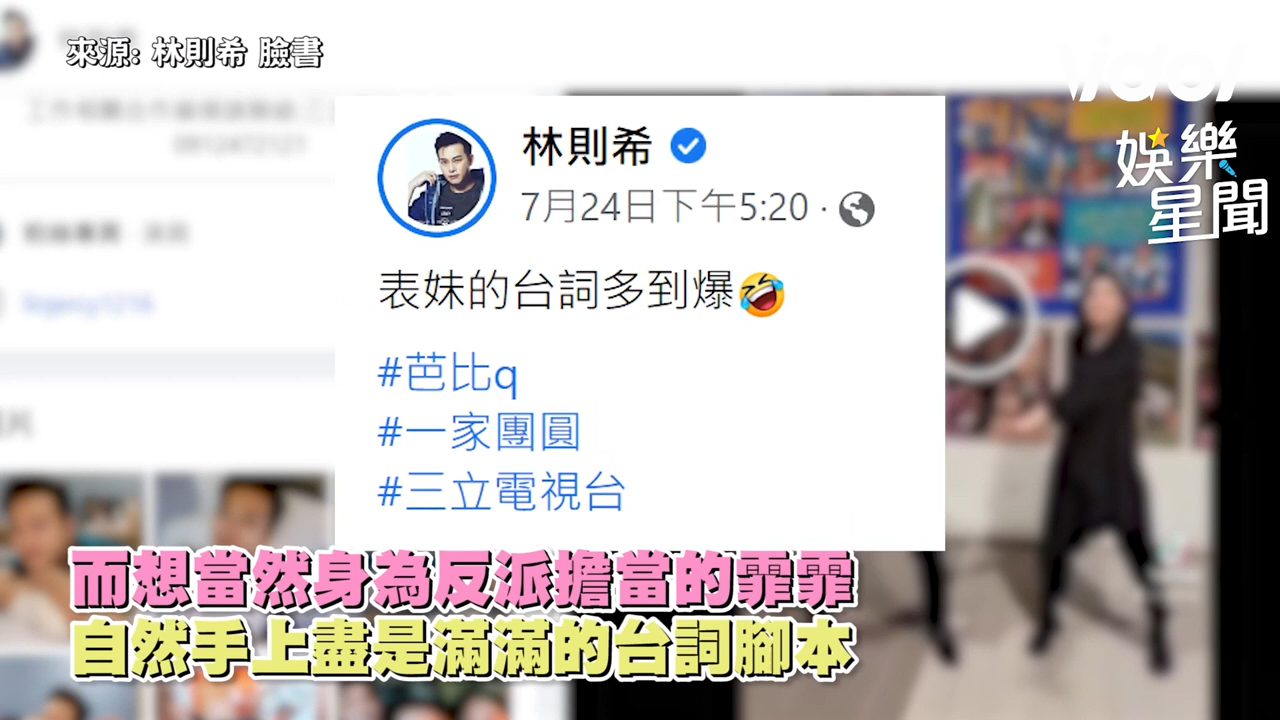 來源: 林則希 臉書
娛樂
星聞
林則希
7月24日下午5:20 ·
表妹的台詞多到爆🤣
#芭比q
#一家團圓
#三立電視台
而想當然身為反派擔當的霏霏
自然手上盡是滿滿的台詞腳本